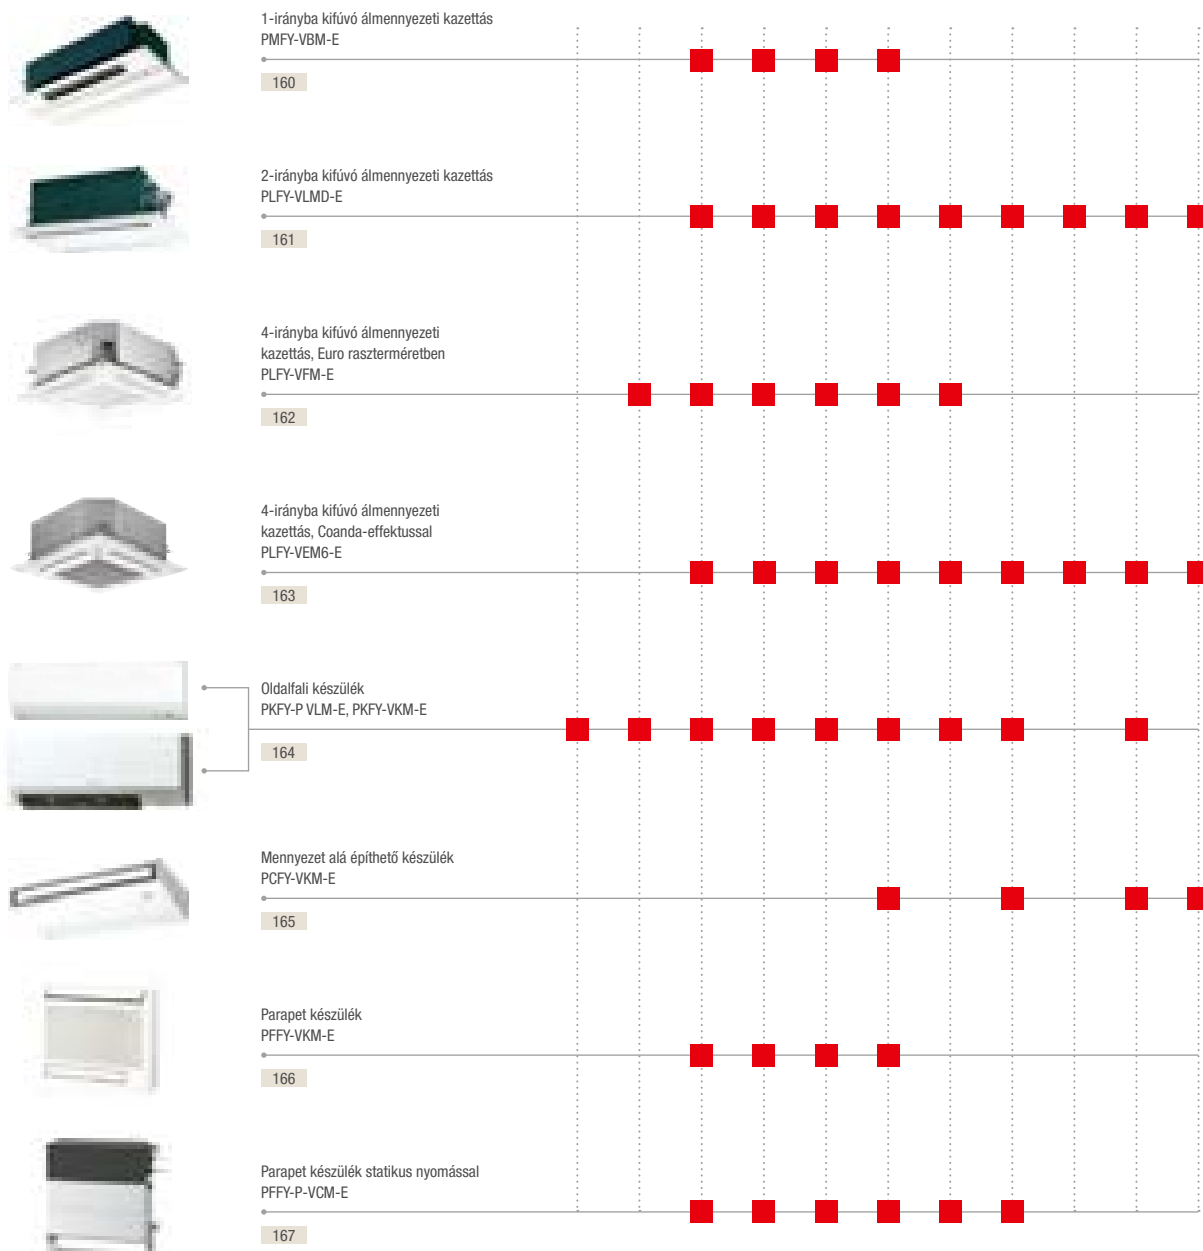 1-irányba kifúvó álmennyezeti kazettás
PMFY-VBM-E
160
2-irányba kifúvó álmennyezeti kazettás
PLFY-VLMD-E
161
4-irányba kifúvó álmennyezeti
kazettás, Euro raszterméretben
PLFY-VFM-E
162
4-irányba kifúvó álmennyezeti
kazettás, Coanda-effektussal
PLFY-VEM6-E
163
Oldalfali készülék
PKFY-P VLM-E, PKFY-VKM-E
164
Mennyezet alá építhető készülék
PCFY-VKM-E
165
Parapet készülék
PFFY-VKM-E
166
Parapet készülék statikus nyomással
PFFY-P-VCM-E
167